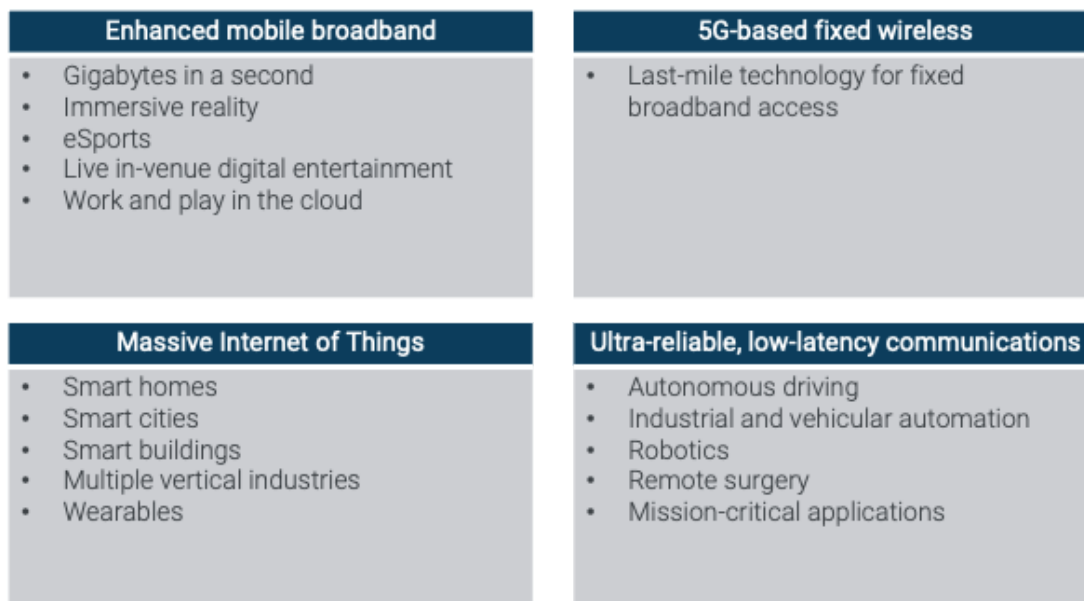 Enhanced mobile broadband
• Gigabytes in a second
• Immersive reality
• eSports
• Live in-venue digital entertainment
• Work and play in the cloud
5G-based fixed wireless
• Last-mile technology for fixed
broadband access
Massive Internet of Things
• Smart homes
• Smart cities
• Smart buildings
• Multiple vertical industries
• Wearables
Ultra-reliable, low-latency communications
• Autonomous driving
• Industrial and vehicular automation
• Robotics
• Remote surgery
• Mission-critical applications